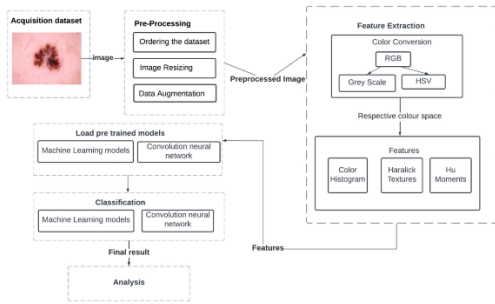 Acquisition dataset
image
Pre-Processing
Ordering the dataset
Image Resizing
Data Augmentation
Preprocessed Image
Feature Extraction
Color Conversion
RGB
Grey Scale
HSV
Respective colour space
Features
Color
Histogram
Haralick
Textures
Hu
Moments
Features
Load pre trained models
Machine Learning models
Convolution neural
network
Classification
Machine Learning models
Convolution neural
network
Final result
Analysis